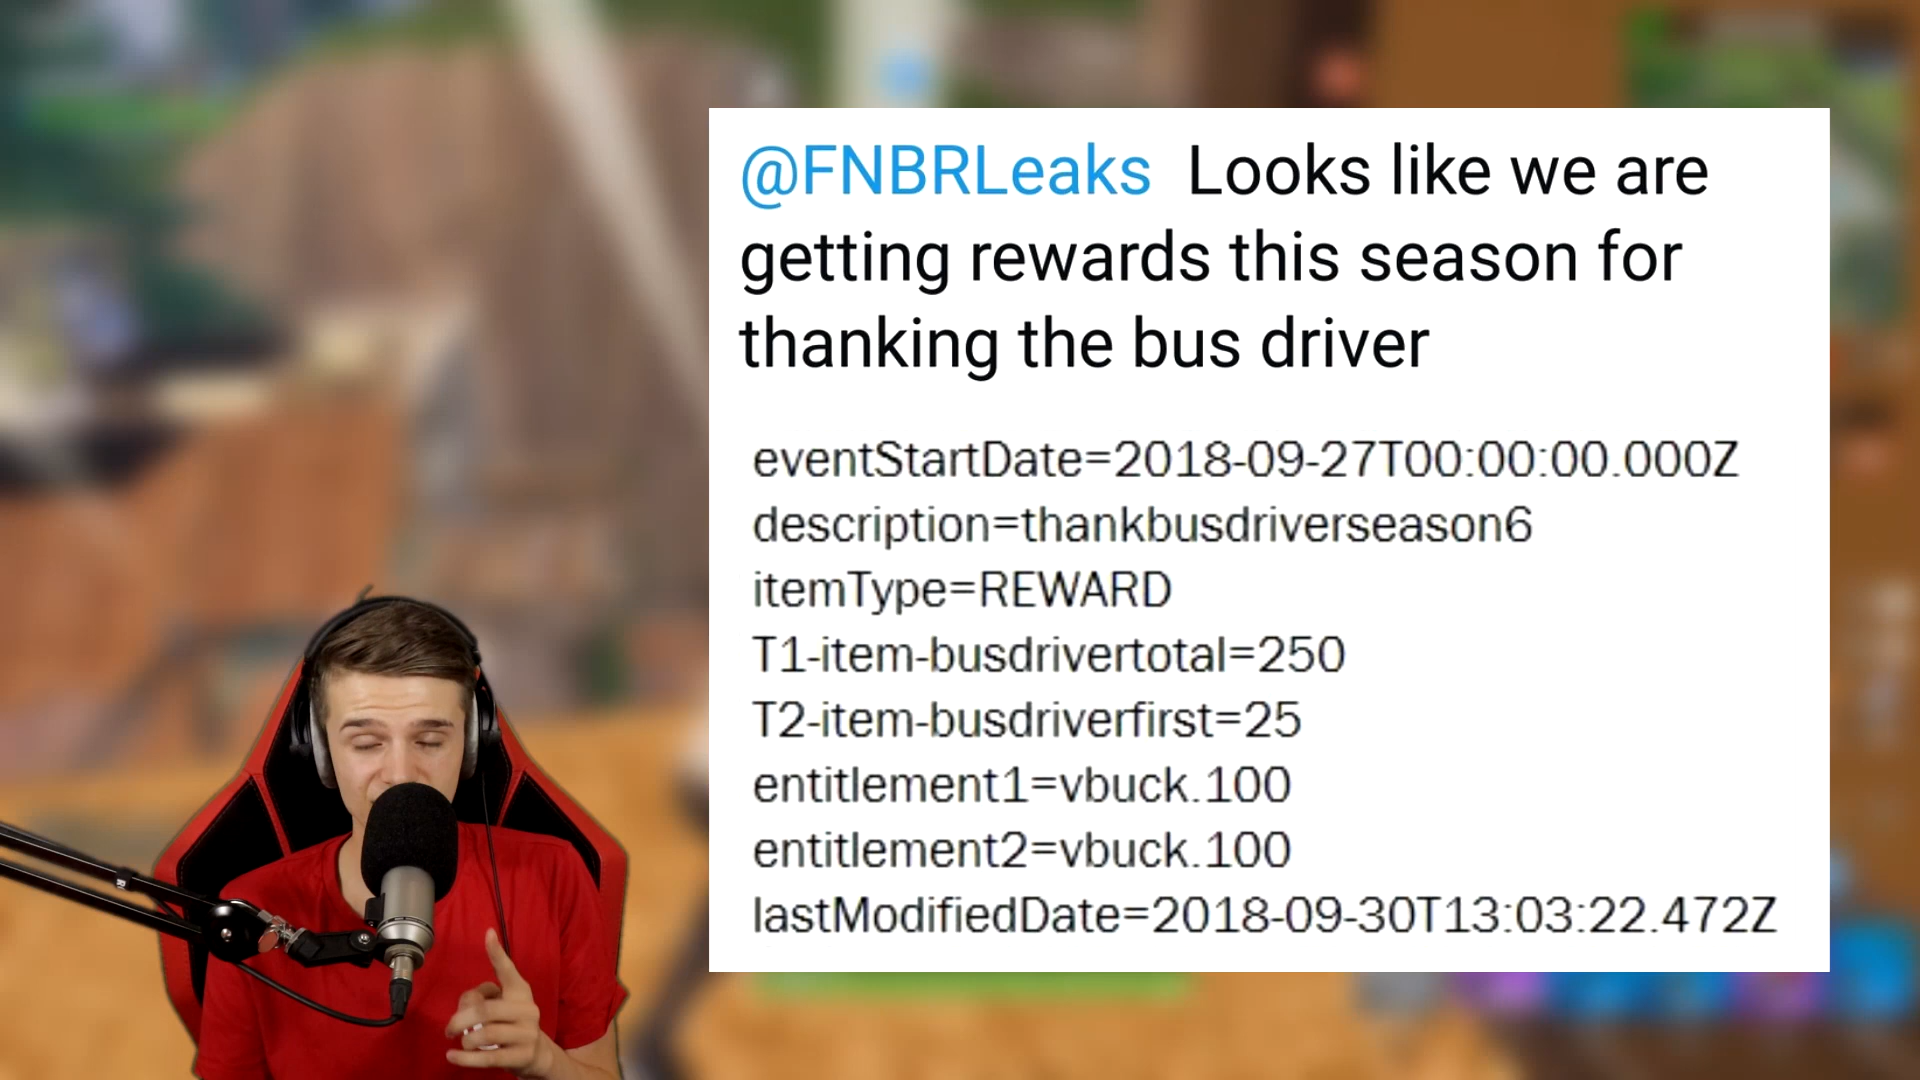 @FNBRLeaks Looks like we are
getting rewards this season for
thanking the bus driver
eventStartDate=2018-09-27T00:00:00.000Z
description=thankbusdriverseason6
itemType=REWARD
T1-item-busdrivertotal=250
T2-item-busdriverfirst=25
entitlement1=vbuck.100
entitlement2=vbuck.100
lastModifiedDate=2018-09-30T13:03:22.472Z